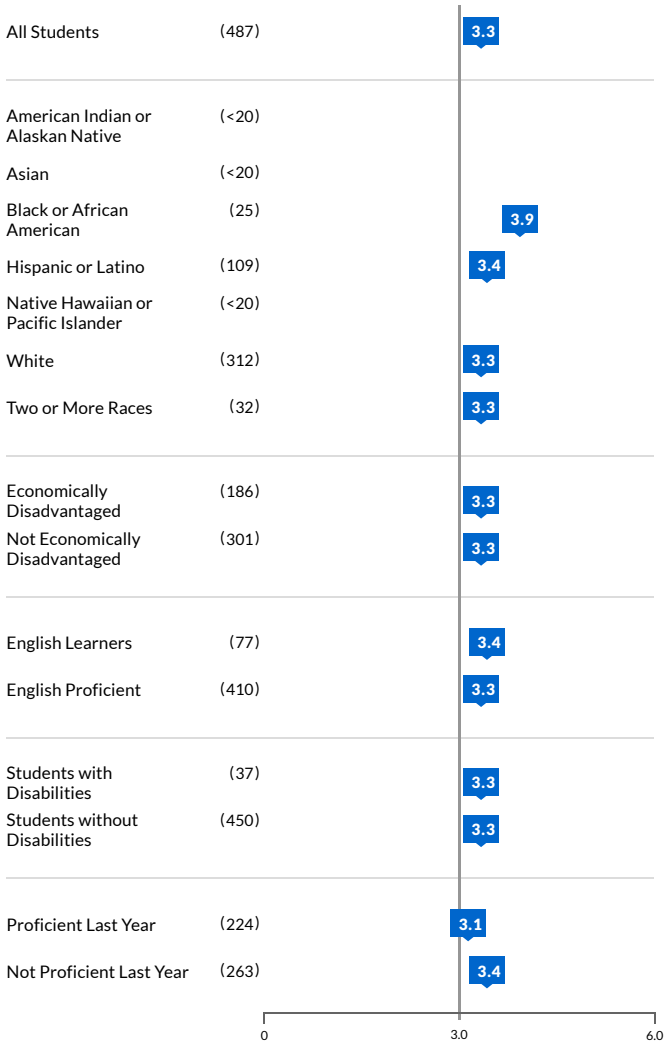 All Students (487) 3.3
American Indian or (<20)
Alaskan Native
Asian (<20)
Black or African (25) 3.9
American
Hispanic or Latino (109) 3.4
Native Hawaiian or (<20)
Pacific Islander
White (312) 3.3
Two or More Races (32) 3.3
Economically (186) 3.3
Disadvantaged
Not Economically (301) 3.3
Disadvantaged
English Learners (77) 3.4
English Proficient (410) 3.3
Students with (37) 3.3
Disabilities
Students without (450) 3.3
Disabilities
Proficient Last Year (224) 3.1
Not Proficient Last Year (263) 3.4
0 3.0 6.0